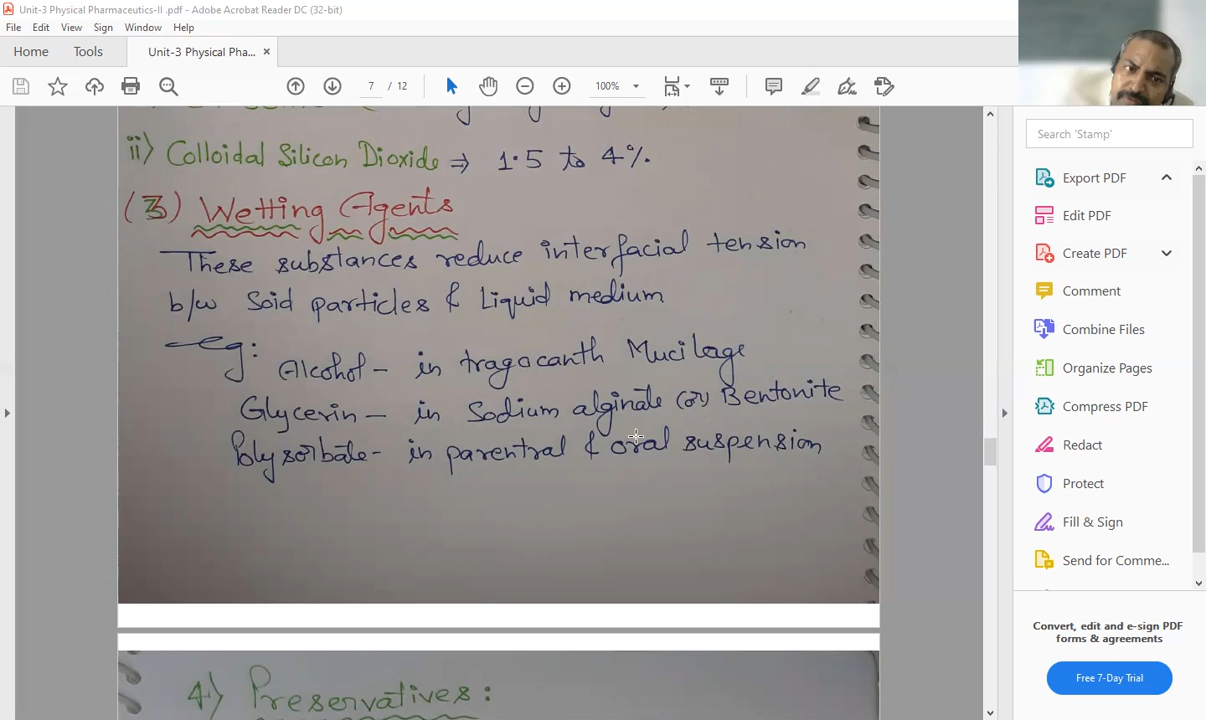 Unit-3 Physical Pharmaceutics-II .pdf - Adobe Acrobat Reader DC (32-bit)
File Edit View Sign Window Help
Home Tools Unit-3 Physical Pha... ×
7 / 12 100%
ii) Colloidal Silicon Dioxide ⇒ 1.5 to 4%.
(3) Wetting Agents
These substances reduce interfacial tension
b/w Soid particles & Liquid medium
eg:
Alcohol - in tragocanth Mucilage
Glycerin - in Sodium alginate (or) Bentonite
Polysorbate - in parentral & oral suspension
4) Preservatives:
Search 'Stamp'
Export PDF
Edit PDF
Create PDF
Comment
Combine Files
Organize Pages
Compress PDF
Redact
Protect
Fill & Sign
Send for Comme...
Convert, edit and e-sign PDF
forms & agreements
Free 7-Day Trial